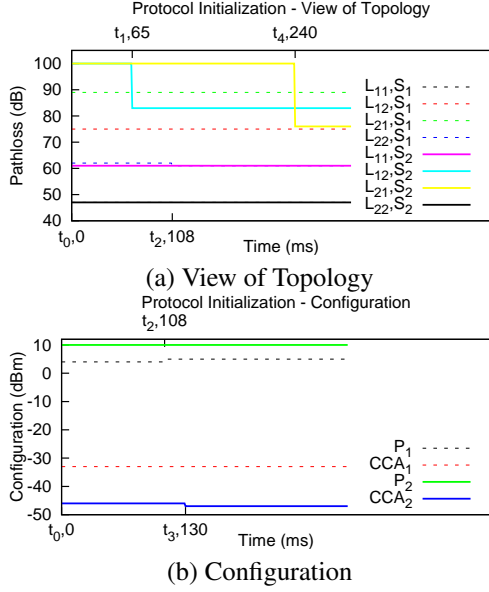 Protocol Initialization - View of Topology
t1,65
t4,240
100
90
80
70
60
50
40
Pathloss (dB)
L11,S1
L12,S1
L21,S1
L22,S1
L11,S2
L12,S2
L21,S2
L22,S2
t0,0
t2,108
Time (ms)
(a) View of Topology
Protocol Initialization - Configuration
t2,108
10
0
-10
-20
-30
-40
-50
Configuration (dBm)
P1
CCA1
P2
CCA2
t0,0
t3,130
Time (ms)
(b) Configuration